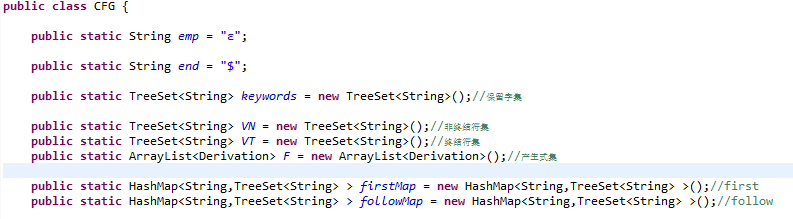 public class CFG {
public static String emp = "ε";
public static String end = "$";
public static TreeSet<String> keywords = new TreeSet<String>();//保留字集
public static TreeSet<String> VN = new TreeSet<String>();//非终结符集
public static TreeSet<String> VT = new TreeSet<String>();//终结符集
public static ArrayList<Derivation> F = new ArrayList<Derivation>();//产生式集
public static HashMap<String,TreeSet<String> > firstMap = new HashMap<String,TreeSet<String> >();//first
public static HashMap<String,TreeSet<String> > followMap = new HashMap<String,TreeSet<String> >();//follow